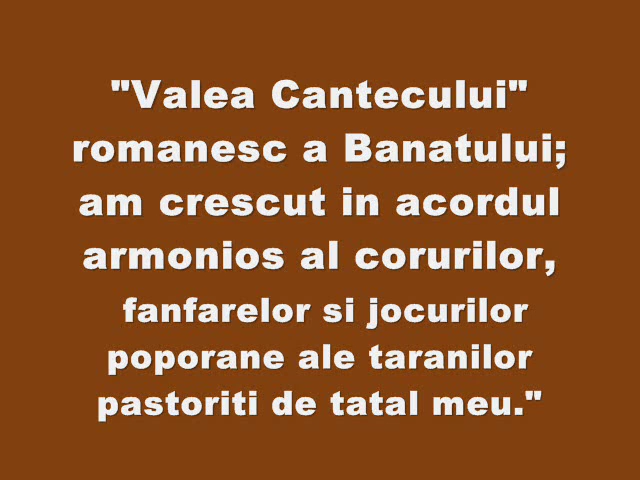 "Valea Cantecului"
romanesc a Banatului;
am crescut in acordul
armonios al corurilor,
fanfarelor si jocurilor
poporane ale taranilor
pastoriti de tatal meu."